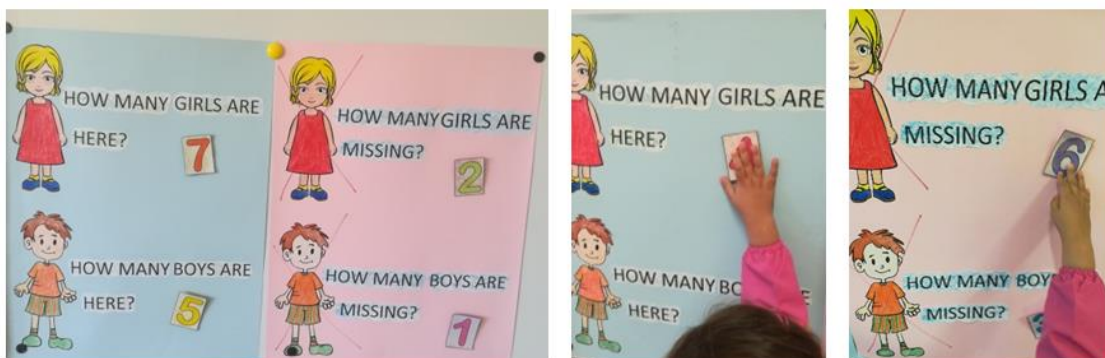 HOW MANY GIRLS ARE
HERE?
7
HOW MANY BOYS ARE
HERE?
5
HOW MANY GIRLS ARE
MISSING?
2
HOW MANY BOYS ARE
MISSING?
1
HOW MANY GIRLS ARE
HERE?
HOW MANY BO
HERE?
HOW MANY GIRLS A
MISSING?
6
HOW MANY BOY
MISSING?